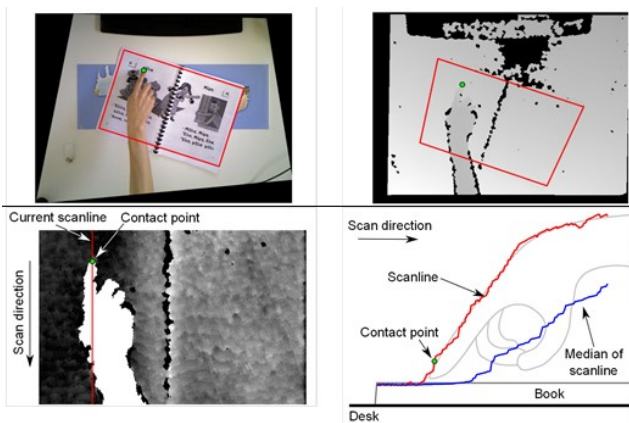 Current scanline
Contact point
Scan direction
Scan direction
Scanline
Contact point
Median of
scanline
Book
Desk